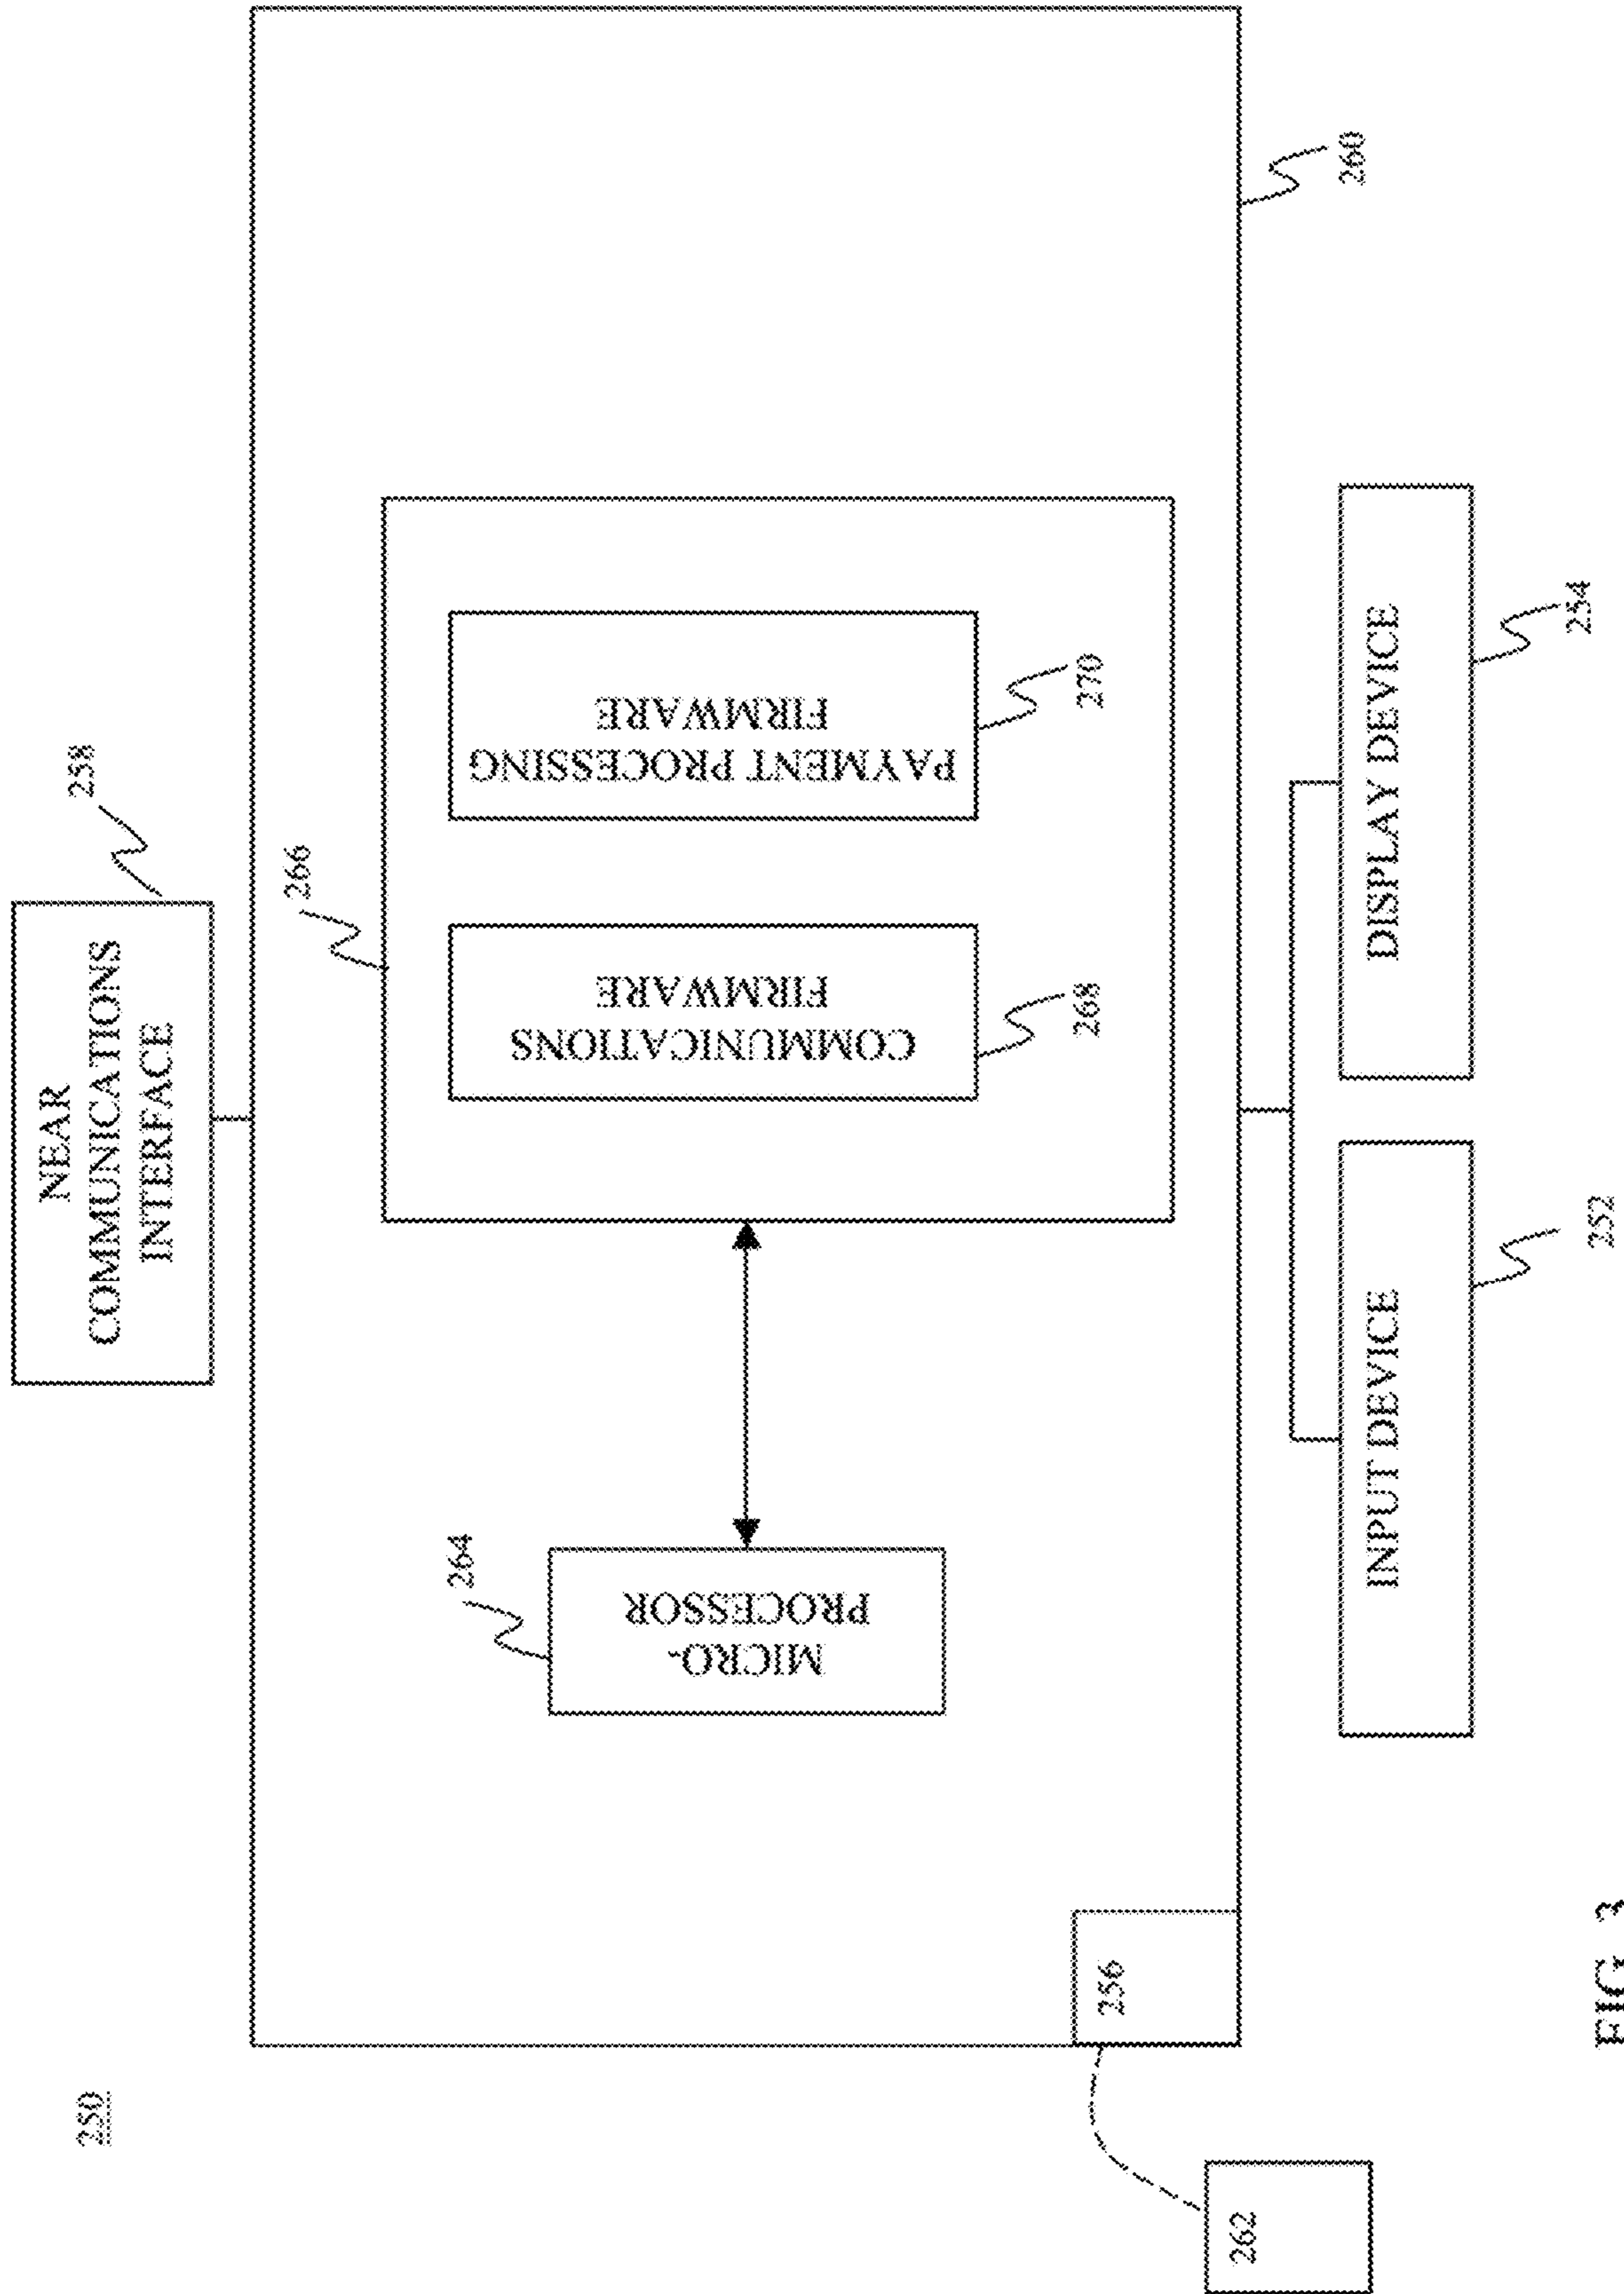 250
NEAR
COMMUNICATIONS
INTERFACE
258
266
264
MICRO-
PROCESSOR
COMMUNICATIONS
FIRMWARE
268
PAYMENT PROCESSING
FIRMWARE
270
256
262
260
INPUT DEVICE
252
DISPLAY DEVICE
254
FIG. 3